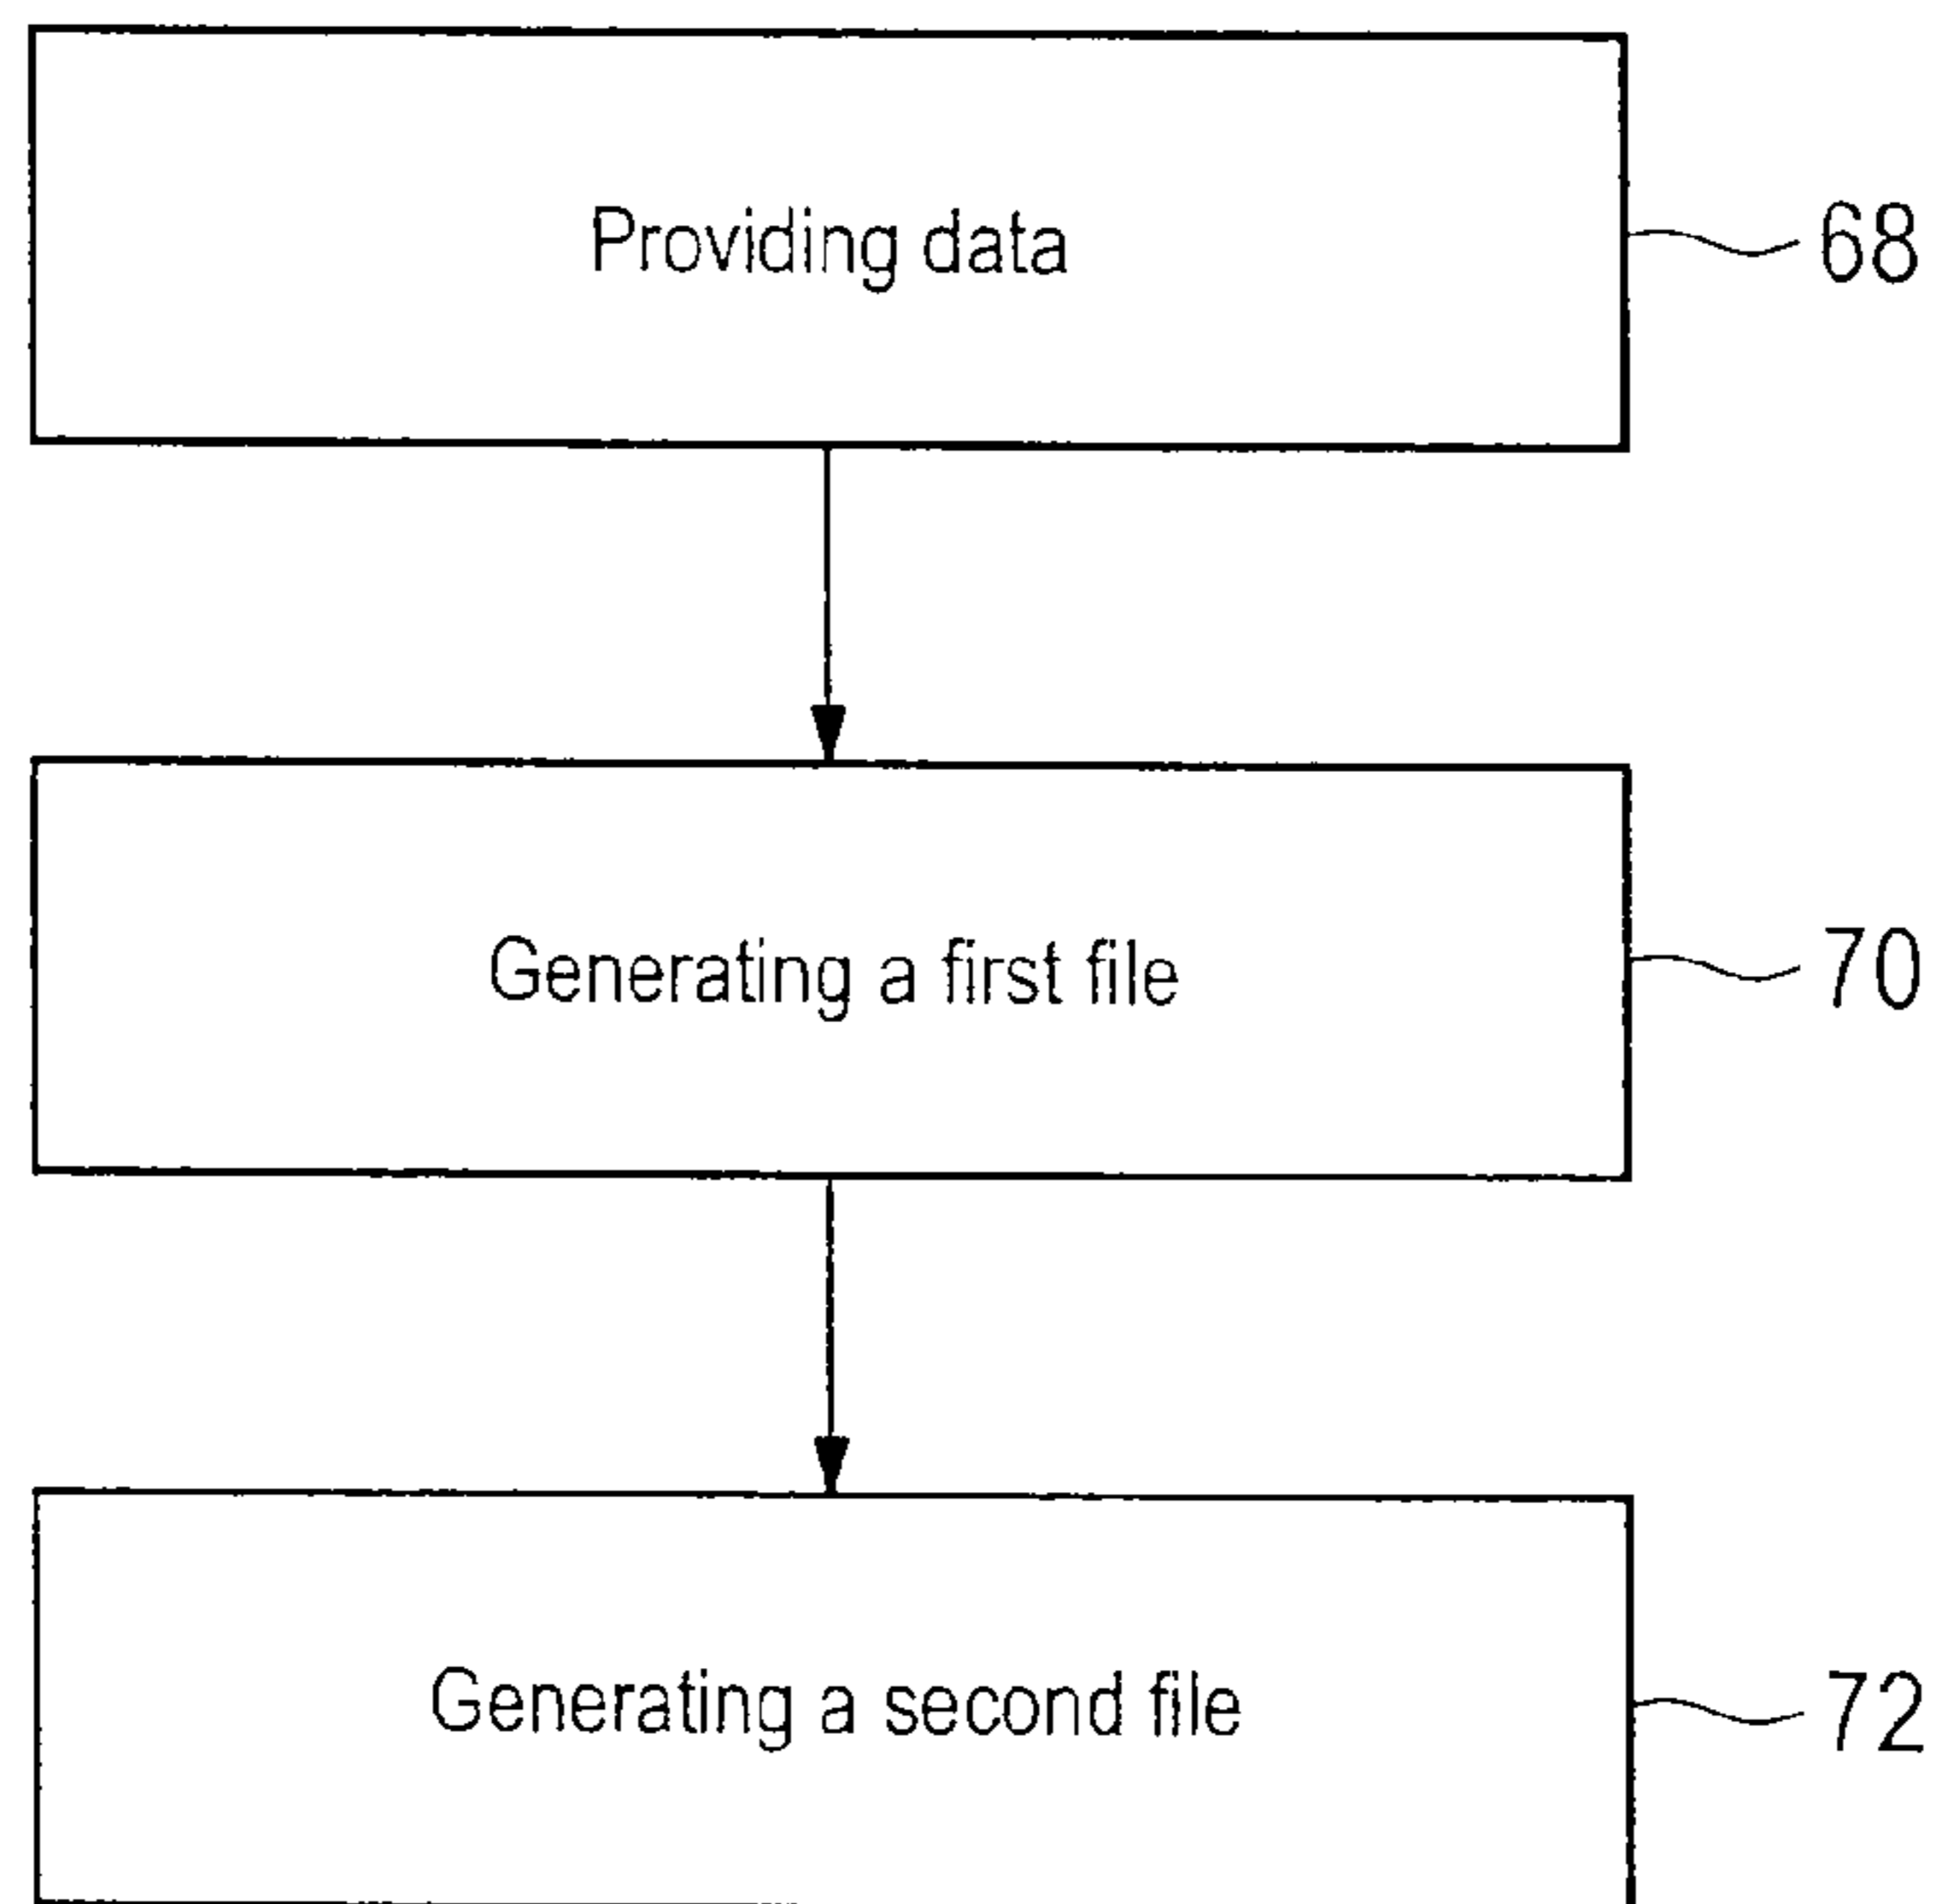 Providing data
68
Generating a first file
70
Generating a second file
72